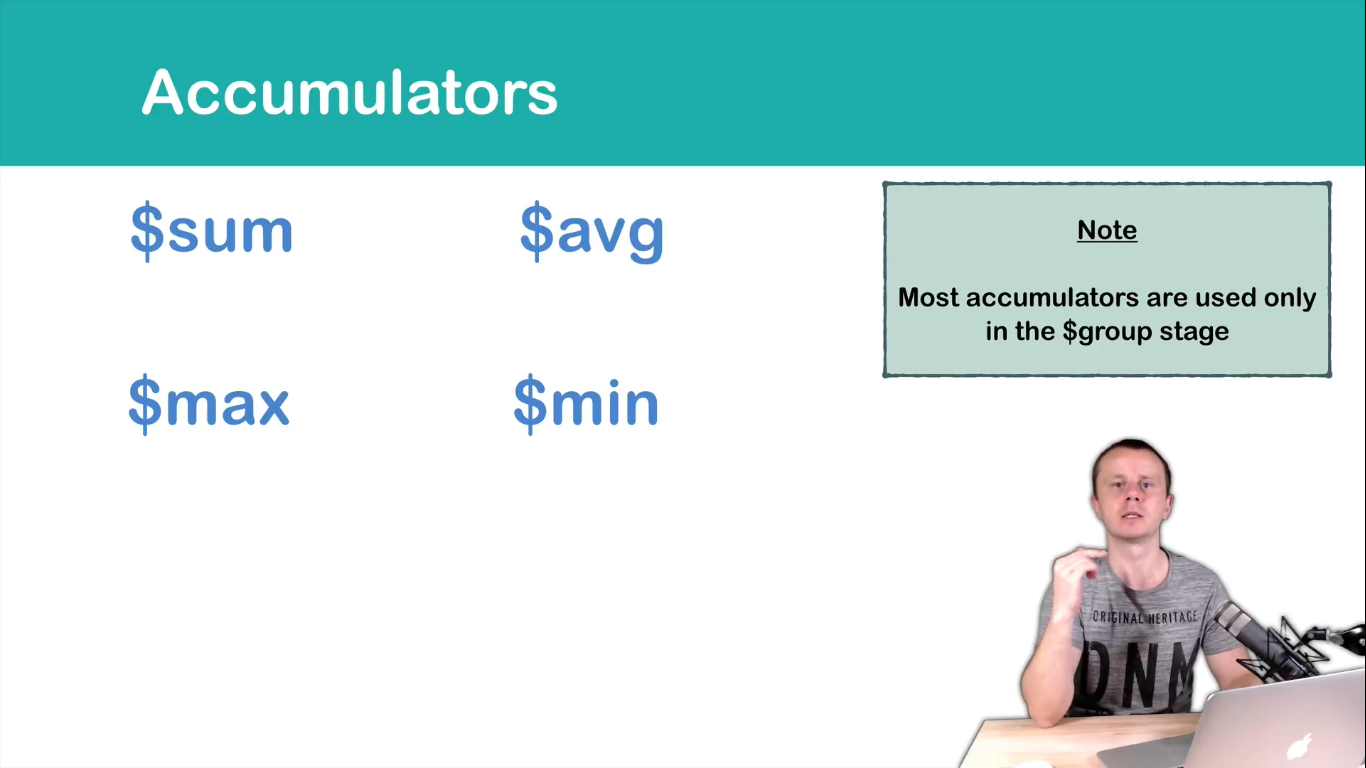 Accumulators
$sum $avg
$max $min
Note
Most accumulators are used only
in the $group stage
ORIGINAL HERITAGE
DNM